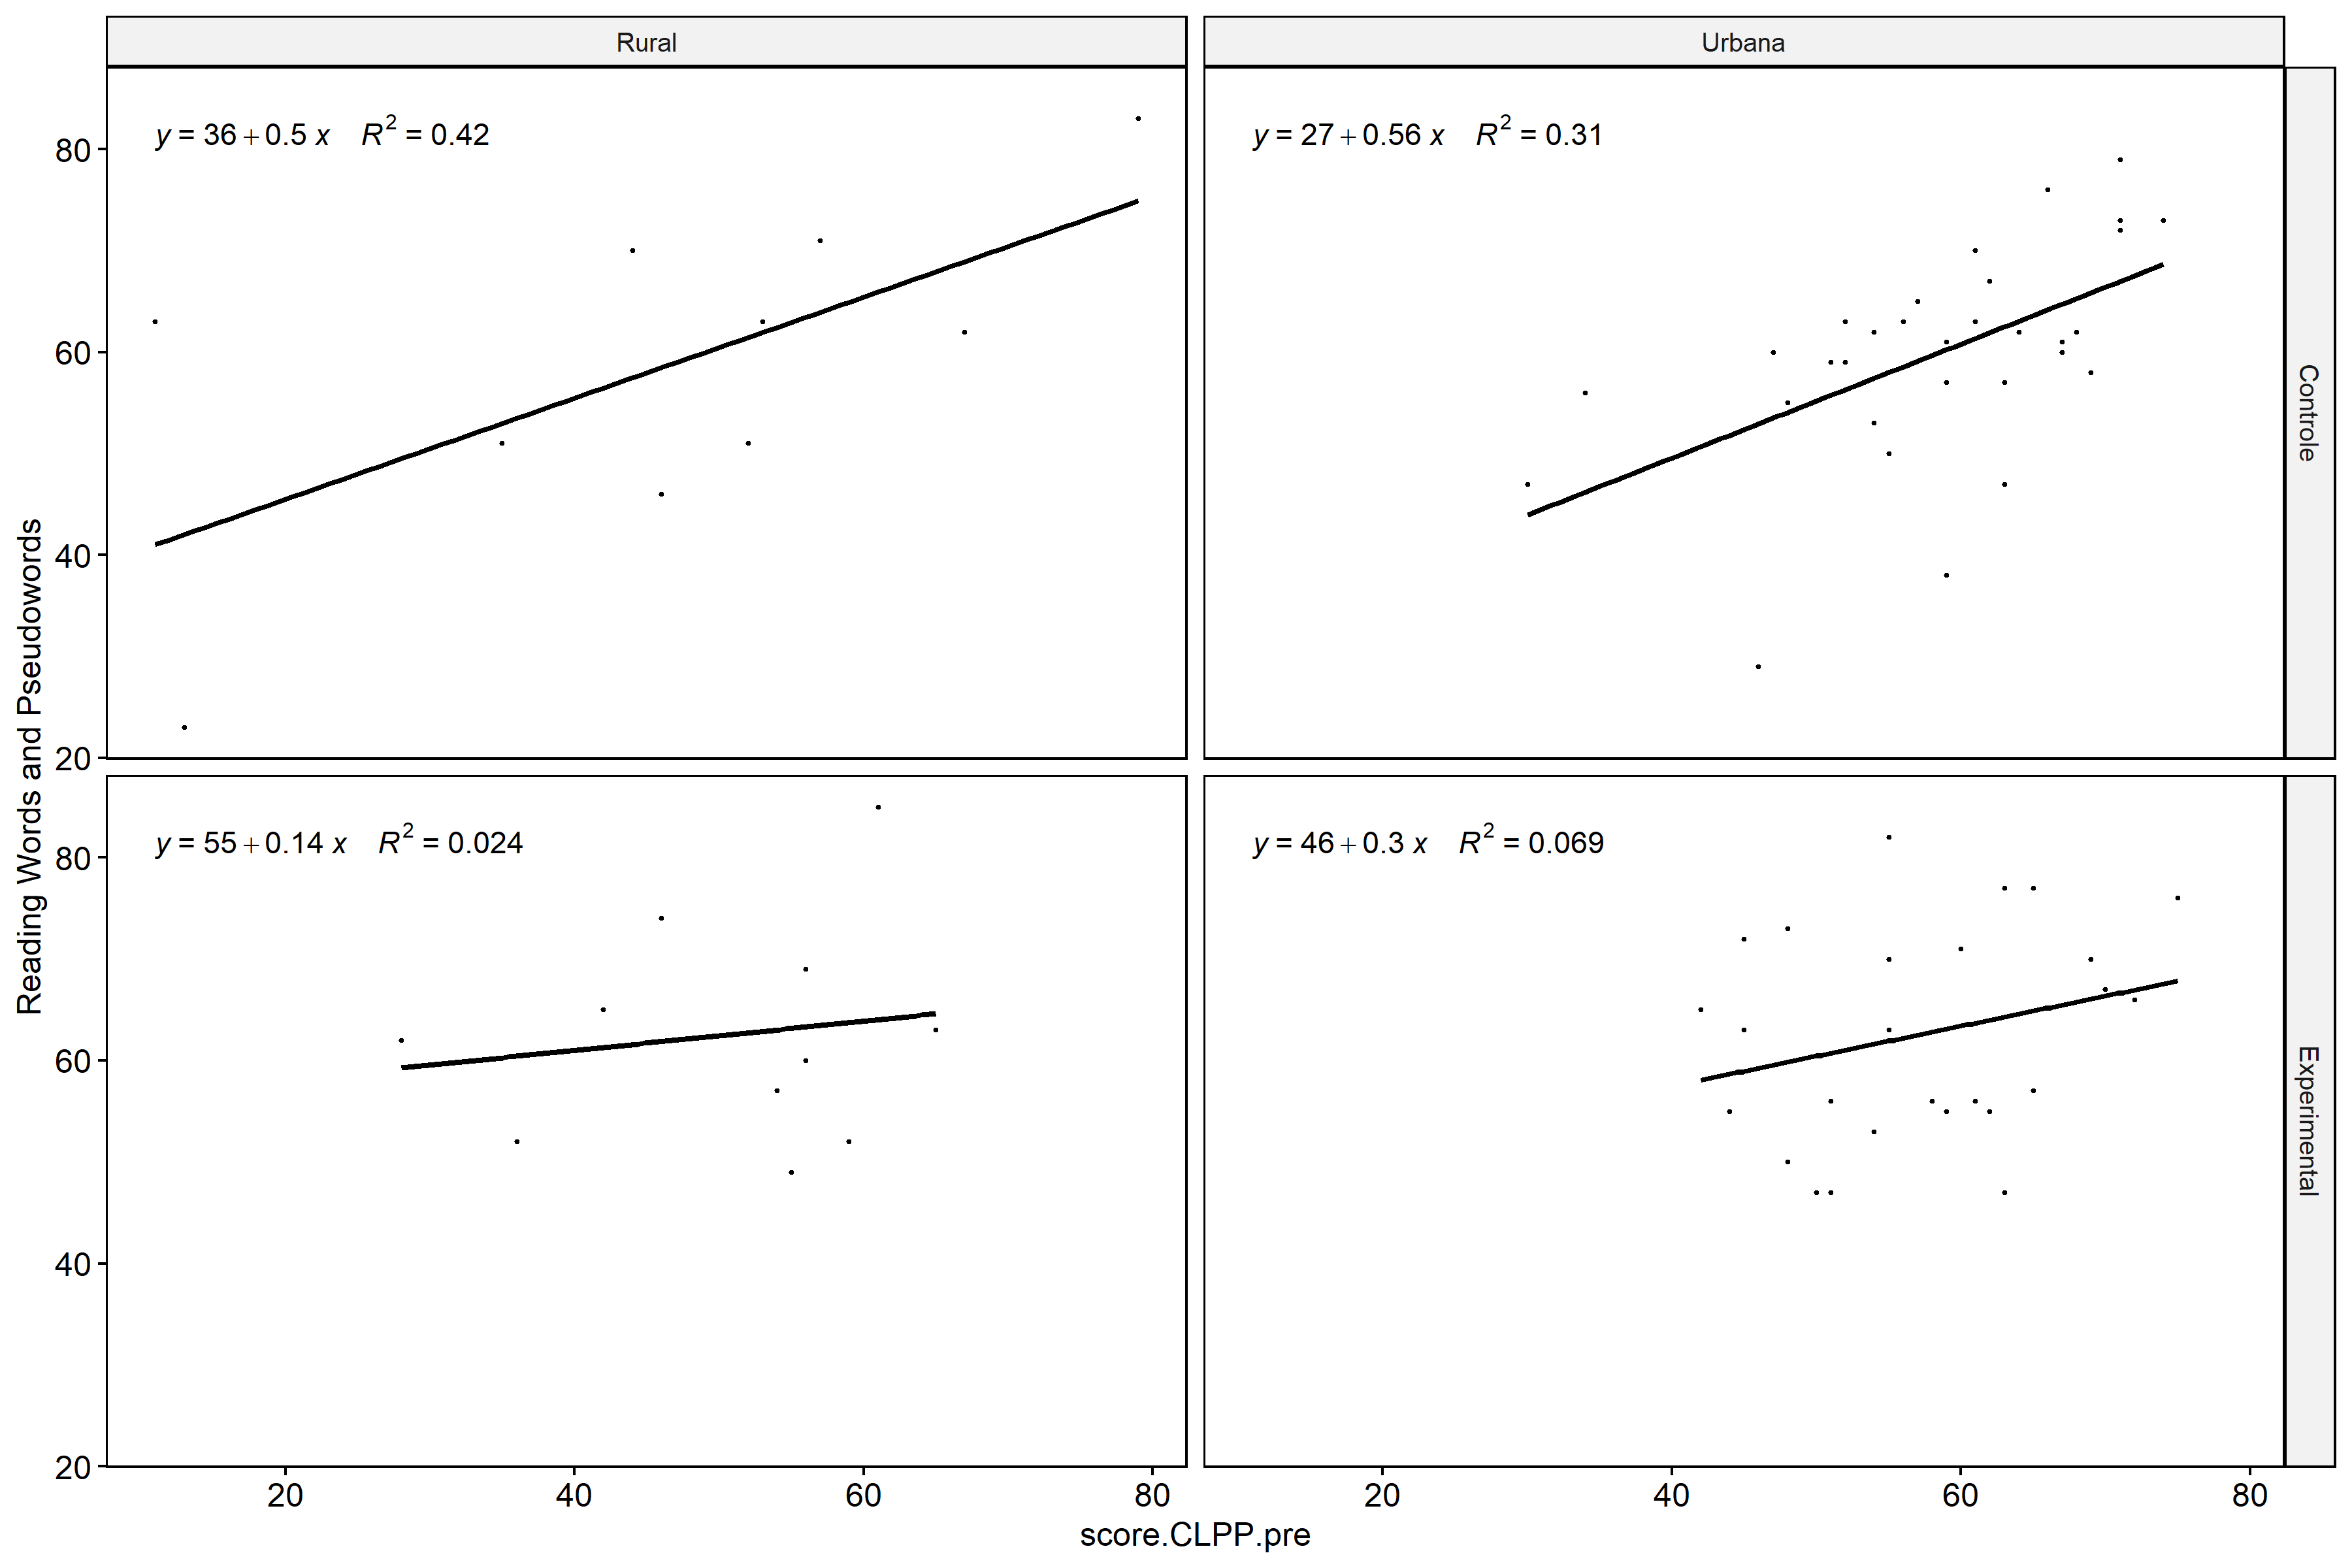 Rural
Urbana
y = 36 + 0.5 x R² = 0.42
y = 27 + 0.56 x R² = 0.31
80
60
40
20
Controle
y = 55 + 0.14 x R² = 0.024
y = 46 + 0.3 x R² = 0.069
80
60
40
20
Experimental
Reading Words and Pseudowords
20 40 60 80
20 40 60 80
score.CLPP.pre